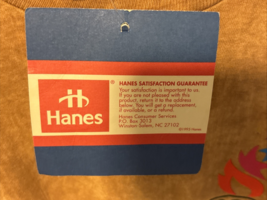 HANES SATISFACTION GUARANTEE
Your satisfaction is important to us.
If you are not pleased with this
product, return it to the address
below. You will get a replacement,
if available, or a refund.
Hanes Consumer Services
P.O. Box 3013
Winston-Salem, NC 27102
Hanes